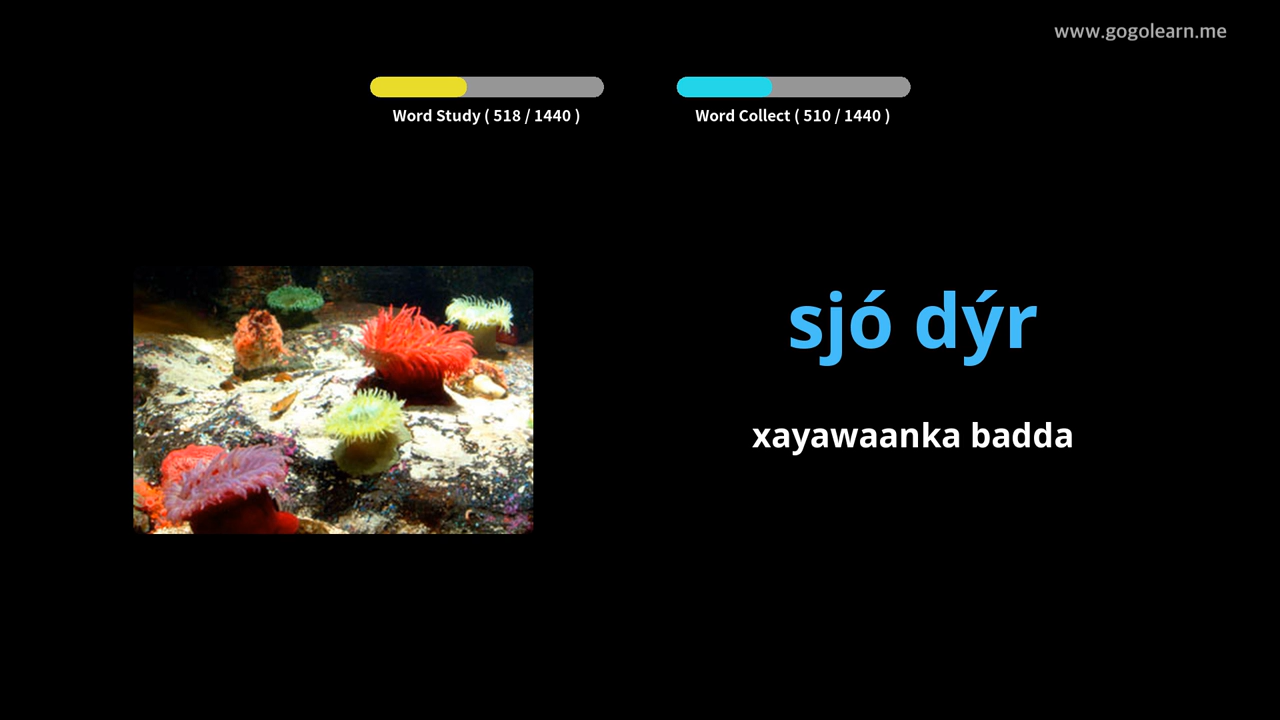 www.gogolearn.me
Word Study ( 518 / 1440 )
Word Collect ( 510 / 1440 )
sjó dýr
xayawaanka badda